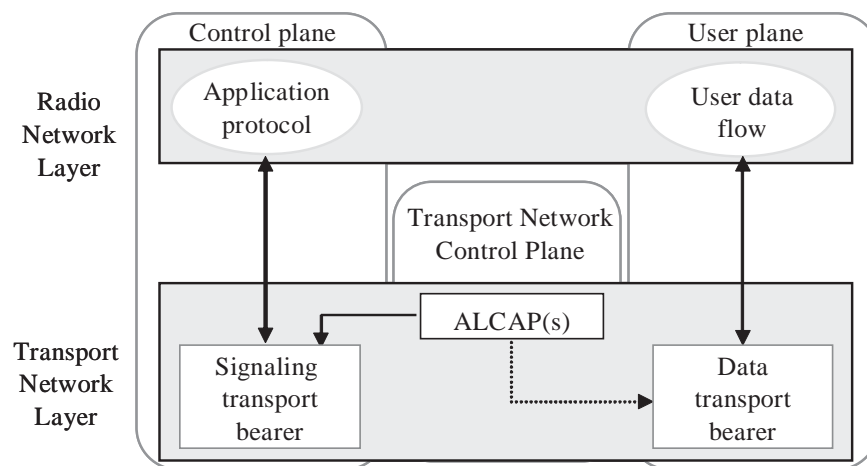 Control plane
User plane
Radio
Network
Layer
Application
protocol
User data
flow
Transport Network
Control Plane
Transport
Network
Layer
ALCAP(s)
Signaling
transport
bearer
Data
transport
bearer